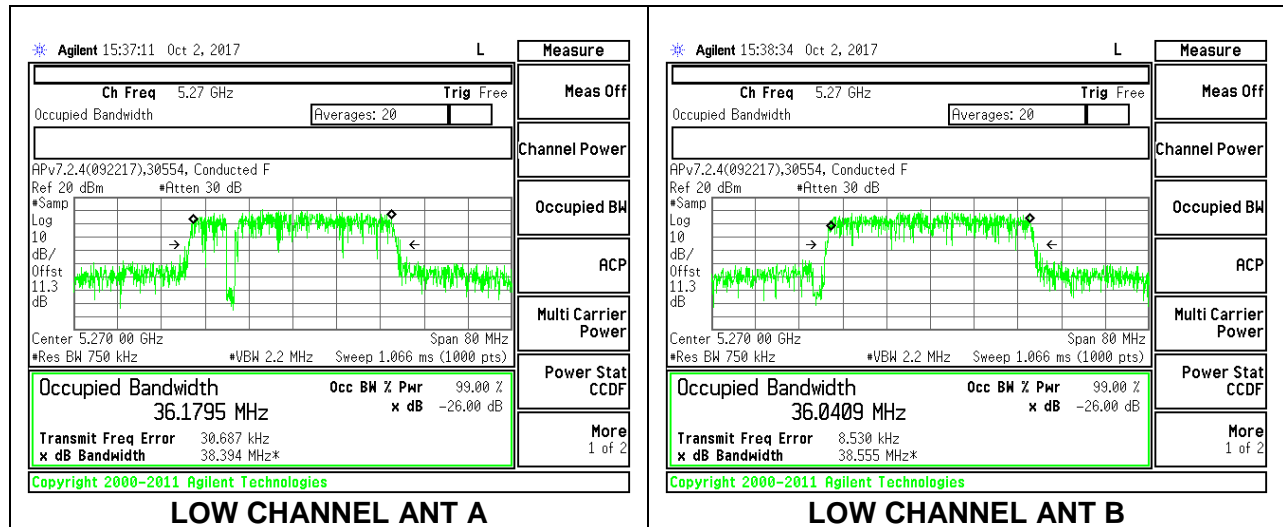 Agilent 15:37:11 Oct 2, 2017 L Measure
Ch Freq 5.27 GHz Trig Free
Occupied Bandwidth Averages: 20
APv7.2.4(092217),30554, Conducted F
Ref 20 dBm #Atten 30 dB
#Samp
Log
10
dB/
Offst
11.3
dB
Center 5.270 00 GHz Span 80 MHz
#Res BW 750 kHz #VBW 2.2 MHz Sweep 1.066 ms (1000 pts)
Occupied Bandwidth Occ BW % Pwr 99.00 %
36.1795 MHz x dB -26.00 dB
Transmit Freq Error 30.687 kHz
x dB Bandwidth 38.394 MHz*
Copyright 2000-2011 Agilent Technologies
Meas Off
Channel Power
Occupied BW
ACP
Multi Carrier
Power
Power Stat
CCDF
More
1 of 2
LOW CHANNEL ANT A
Agilent 15:38:34 Oct 2, 2017 L Measure
Ch Freq 5.27 GHz Trig Free
Occupied Bandwidth Averages: 20
APv7.2.4(092217),30554, Conducted F
Ref 20 dBm #Atten 30 dB
#Samp
Log
10
dB/
Offst
11.3
dB
Center 5.270 00 GHz Span 80 MHz
#Res BW 750 kHz #VBW 2.2 MHz Sweep 1.066 ms (1000 pts)
Occupied Bandwidth Occ BW % Pwr 99.00 %
36.0409 MHz x dB -26.00 dB
Transmit Freq Error 8.530 kHz
x dB Bandwidth 38.555 MHz*
Copyright 2000-2011 Agilent Technologies
Meas Off
Channel Power
Occupied BW
ACP
Multi Carrier
Power
Power Stat
CCDF
More
1 of 2
LOW CHANNEL ANT B